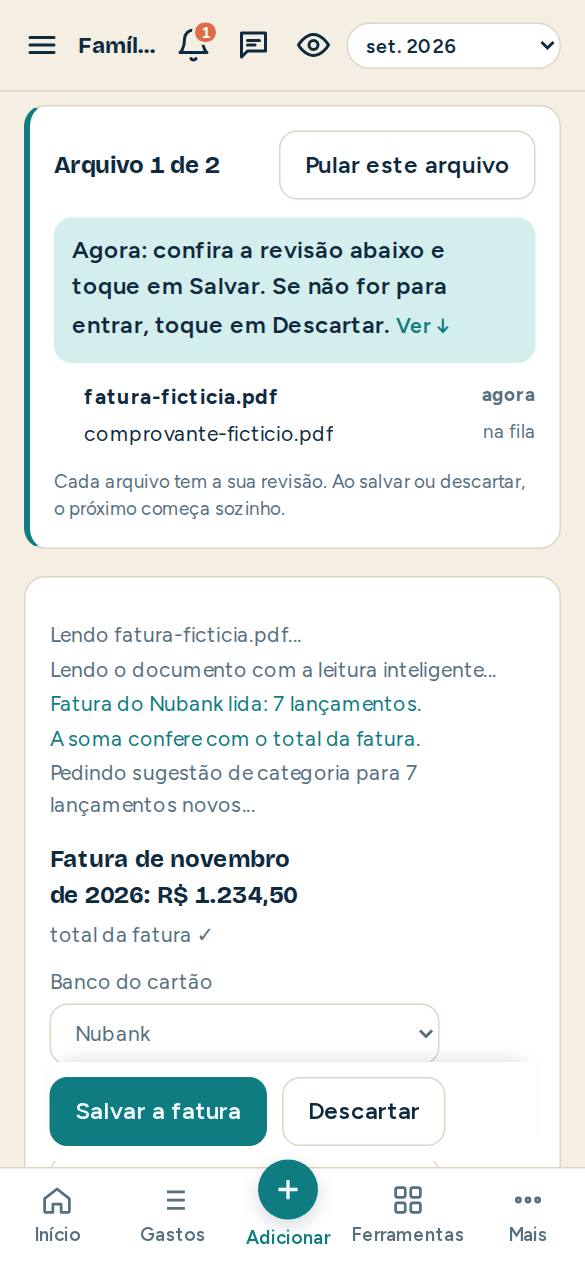 Famíl...
1
set. 2026
Arquivo 1 de 2
Pular este arquivo
Agora: confira a revisão abaixo e
toque em Salvar. Se não for para
entrar, toque em Descartar. Ver ↓
fatura-ficticia.pdf
agora
comprovante-ficticio.pdf
na fila
Cada arquivo tem a sua revisão. Ao salvar ou descartar,
o próximo começa sozinho.
Lendo fatura-ficticia.pdf...
Lendo o documento com a leitura inteligente...
Fatura do Nubank lida: 7 lançamentos.
A soma confere com o total da fatura.
Pedindo sugestão de categoria para 7
lançamentos novos...
Fatura de novembro
de 2026: R$ 1.234,50
total da fatura ✓
Banco do cartão
Nubank
Salvar a fatura
Descartar
Início
Gastos
Adicionar
Ferramentas
Mais